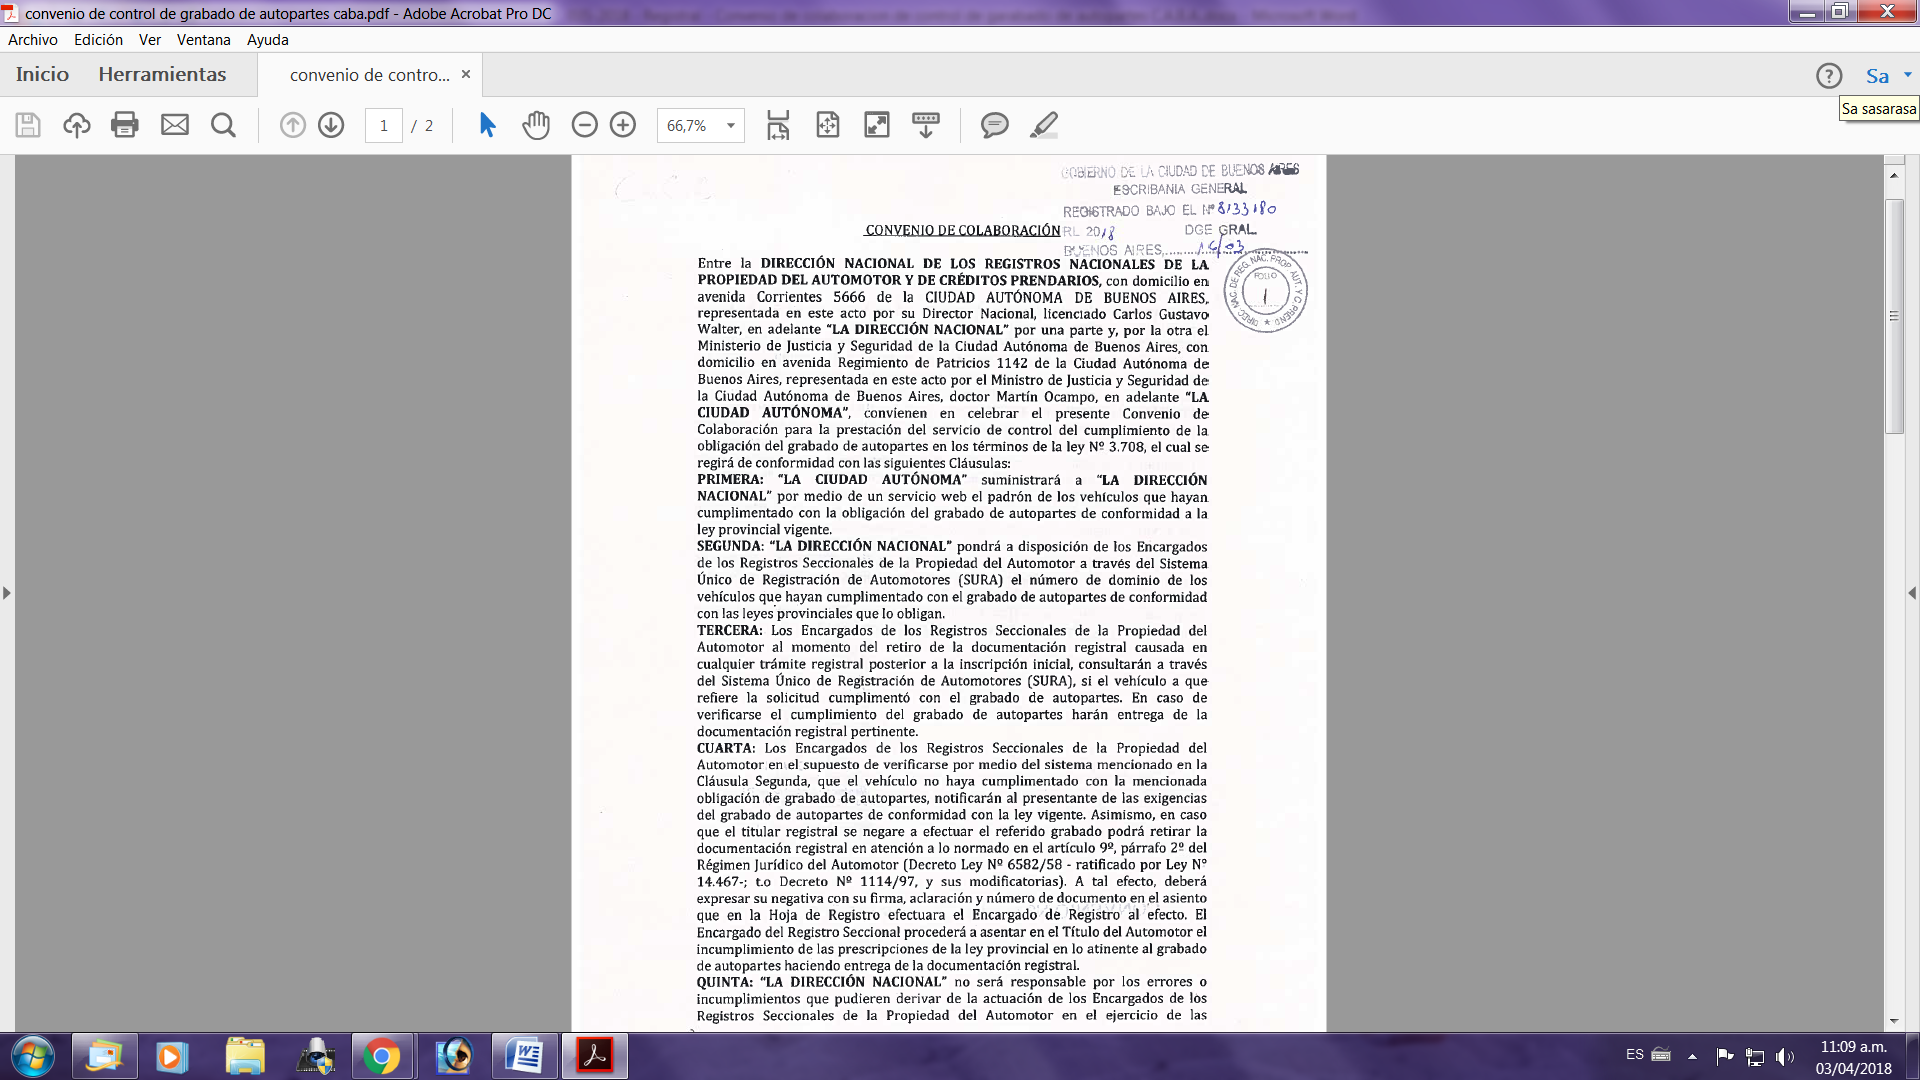 convenio de control de grabado de autopartes caba.pdf - Adobe Acrobat Pro DC
Archivo Edición Ver Ventana Ayuda
Inicio Herramientas convenio de contro... ×
? Sa
Sa sasarasa
1 / 2 66,7%
GOBIERNO DE LA CIUDAD DE BUENOS AIRES
ESCRIBANIA GENERAL
REGISTRADO BAJO EL Nº 8133180
RL 2018 DGE GRAL.
BUENOS AIRES, 16/03
CONVENIO DE COLABORACIÓN
DIREC. NAC. DE REG. NAC. PROP. AUT. Y C. PREND. ★
FOLIO
1
Entre la DIRECCIÓN NACIONAL DE LOS REGISTROS NACIONALES DE LA
PROPIEDAD DEL AUTOMOTOR Y DE CRÉDITOS PRENDARIOS, con domicilio en
avenida Corrientes 5666 de la CIUDAD AUTÓNOMA DE BUENOS AIRES,
representada en este acto por su Director Nacional, licenciado Carlos Gustavo
Walter, en adelante “LA DIRECCIÓN NACIONAL” por una parte y, por la otra el
Ministerio de Justicia y Seguridad de la Ciudad Autónoma de Buenos Aires, con
domicilio en avenida Regimiento de Patricios 1142 de la Ciudad Autónoma de
Buenos Aires, representada en este acto por el Ministro de Justicia y Seguridad de
la Ciudad Autónoma de Buenos Aires, doctor Martín Ocampo, en adelante “LA
CIUDAD AUTÓNOMA”, convienen en celebrar el presente Convenio de
Colaboración para la prestación del servicio de control del cumplimiento de la
obligación del grabado de autopartes en los términos de la ley Nº 3.708, el cual se
regirá de conformidad con las siguientes Cláusulas:
PRIMERA: “LA CIUDAD AUTÓNOMA” suministrará a “LA DIRECCIÓN
NACIONAL” por medio de un servicio web el padrón de los vehículos que hayan
cumplimentado con la obligación del grabado de autopartes de conformidad a la
ley provincial vigente.
SEGUNDA: “LA DIRECCIÓN NACIONAL” pondrá a disposición de los Encargados
de los Registros Seccionales de la Propiedad del Automotor a través del Sistema
Único de Registración de Automotores (SURA) el número de dominio de los
vehículos que hayan cumplimentado con el grabado de autopartes de conformidad
con las leyes provinciales que lo obligan.
TERCERA: Los Encargados de los Registros Seccionales de la Propiedad del
Automotor al momento del retiro de la documentación registral causada en
cualquier trámite registral posterior a la inscripción inicial, consultarán a través
del Sistema Único de Registración de Automotores (SURA), si el vehículo a que
refiere la solicitud cumplimentó con el grabado de autopartes. En caso de
verificarse el cumplimiento del grabado de autopartes harán entrega de la
documentación registral pertinente.
CUARTA: Los Encargados de los Registros Seccionales de la Propiedad del
Automotor en el supuesto de verificarse por medio del sistema mencionado en la
Cláusula Segunda, que el vehículo no haya cumplimentado con la mencionada
obligación de grabado de autopartes, notificarán al presentante de las exigencias
del grabado de autopartes de conformidad con la ley vigente. Asimismo, en caso
que el titular registral se negare a efectuar el referido grabado podrá retirar la
documentación registral en atención a lo normado en el artículo 9º, párrafo 2º del
Régimen Jurídico del Automotor (Decreto Ley Nº 6582/58 - ratificado por Ley N°
14.467-; t.o Decreto Nº 1114/97, y sus modificatorias). A tal efecto, deberá
expresar su negativa con su firma, aclaración y número de documento en el asiento
que en la Hoja de Registro efectuara el Encargado de Registro al efecto. El
Encargado del Registro Seccional procederá a asentar en el Título del Automotor el
incumplimiento de las prescripciones de la ley provincial en lo atinente al grabado
de autopartes haciendo entrega de la documentación registral.
QUINTA: “LA DIRECCIÓN NACIONAL” no será responsable por los errores o
incumplimientos que pudieren derivar de la actuación de los Encargados de los
Registros Seccionales de la Propiedad del Automotor en el ejercicio de las
ES
11:09 a.m.
03/04/2018